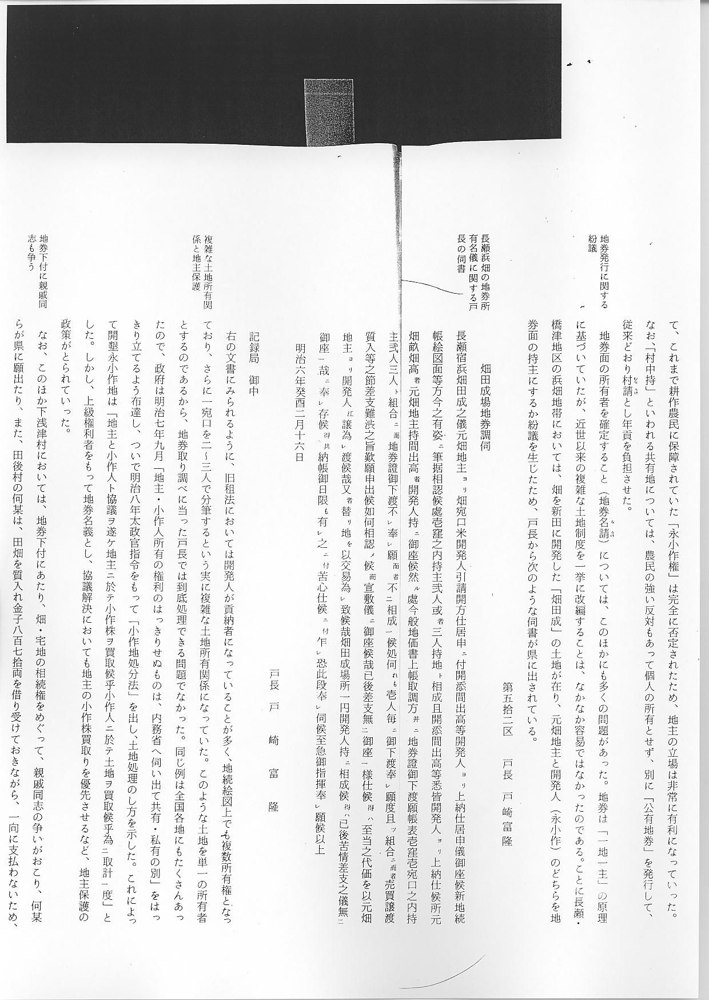 て、これまで耕作農民に保障されていた「永小作権」は完全に否定されたため、地主の立場は非常に有利になっていった。
なお、「村中持」といわれる共有地については、農民の強い反対もあって個人の所有とせず、別に「公有地券」を発行して、
従来どおり村請とし年貢を負担させた。
地券発行に関する
紛議
地券面の所有者を確定すること（地券名請）については、このほかにも多くの問題があった。地券は「一地一主」の原理
に基づいていたが、近世以来の複雑な土地制度を一挙に改編することは、なかなか容易ではなかったのである。ことに長瀬・
橋津地区の浜畑地帯においては、畑を新田に開発した「畑田成」の土地が在り、元畑地主と開発人（永小作）のどちらを地
券面の持主にするか紛議を生じたため、戸長から次のような伺書が県に出されている。
第五拾二区　戸長　戸崎富隆
長瀬浜畑の地券所
有名儀に関する戸
長の伺書
畑田成場地券調伺
長瀬宿浜畑田成之儀元畑地主ヨリ畑宛口米開発人引請開方仕居申ニ付開添間出高等開発人ヨリ上納仕居申儀御座候新地続
帳絵図面等方今之有姿ニ筆据相認候處壱窪之内持主弐人或者三人持地ト相成且開添間出高等悉皆開発人ヨリ上納仕候所元
畑畝畑高者元畑地主持間出高者開発人持ニ御座候然ル處今般地価書上帳取調方并ニ地券證御下渡願帳表壱窪壱宛口之内持
主弐人三人ト組合ニ而地券證御下渡不レ奉レ願而者不二相成一候処何れも壱人毎ニ御下渡奉レ願度且ッ組合ニ而者売買譲渡
質入等之節差支難渋之旨歎願申出候如何相認メ候而宣敷儀ニ御座候哉已後差支無二御座一様仕候得ハ至当之代価を以元畑
地主ヨリ開発人江譲為レ渡候哉又者替リ地を以交易為レ致候哉畑田成場所一円開発人持ニ相成候得ハ已後苦情差支之儀無二
御座一哉ニ奉レ存候得共納帳御日限も有レ之ニ付苦心仕候ニ付乍レ恐此段奉レ伺候至急御指揮奉レ願候以上
明治六年癸酉二月十六日
戸長　戸崎富隆
記録局　御中
複雑な土地所有関
係と地主保護
右の文書にみられるように、旧租法においては開発人が貢納者になっていることが多く、地続絵図上でも複数所有権となっ
ており、さらに一宛口を二～三人で分筆するという実に複雑な土地所有関係になっていた。このような土地を単一の所有者
とするのであるから、地券取り調べに当った戸長では到底処理できる問題でなかった。同じ例は全国各地にもたくさんあっ
たので、政府は明治七年九月「地主・小作人所有の権利のはっきりせぬものは、内務省へ伺い出て共有・私有の別」をはっ
きり立てるよう布達し、ついで明治八年太政官指令をもって「小作地処分法」を出し、土地処理のし方を示した。これによっ
て開墾永小作地は「地主と小作人ト協議ヲ遂ケ地主ニ於テ小作株ヲ買取候乎小作人ニ於テ土地ヲ買取候乎為ニ取計一度」と
した。しかし、上級権利者をもって地券名義とし、協議解決においても地主の小作株買取りを優先させるなど、地主保護の
政策がとられていった。
地券下付に親戚同
志も争う
なお、このほか下浅津村においては、地券下付にあたり、畑・宅地の相続権をめぐって、親戚同志の争いがおこり、何某
らが県に願出たり、また、田後村の何某は、田畑を質入れ金子八百七拾両を借り受けておきながら、一向に支払わないため、